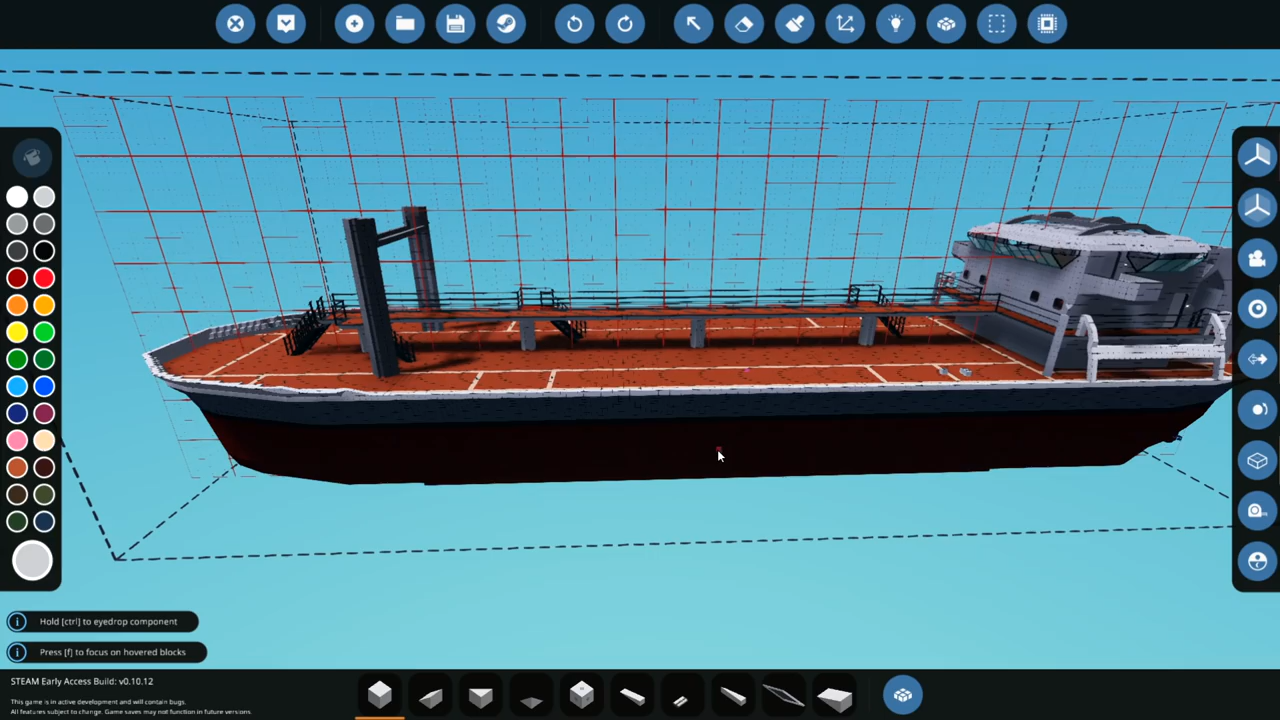 Hold [ctrl] to eyedrop component
Press [f] to focus on hovered blocks
STEAM Early Access Build: v0.10.12
This game is in active development and will contain bugs.
All features subject to change. Game saves may not function in future versions.